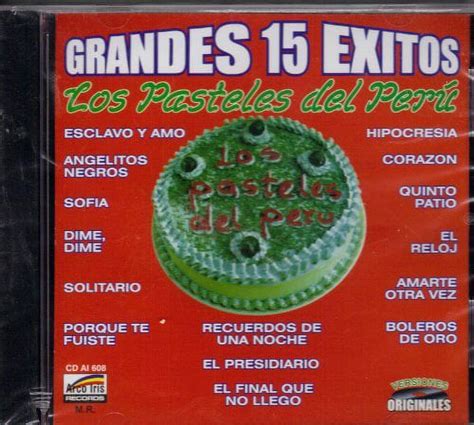 GRANDES 15 EXITOS
Los Pasteles del Perú
ESCLAVO Y AMO
ANGELITOS
NEGROS
SOFIA
DIME,
DIME
SOLITARIO
PORQUE TE
FUISTE
los
pasteles
del peru
HIPOCRESIA
CORAZON
QUINTO
PATIO
EL
RELOJ
AMARTE
OTRA VEZ
BOLEROS
DE ORO
RECUERDOS DE
UNA NOCHE
EL PRESIDIARIO
EL FINAL QUE
NO LLEGO
CD AI 608
Arco Iris
RECORDS
M.R.
VERSIONES
ORIGINALES